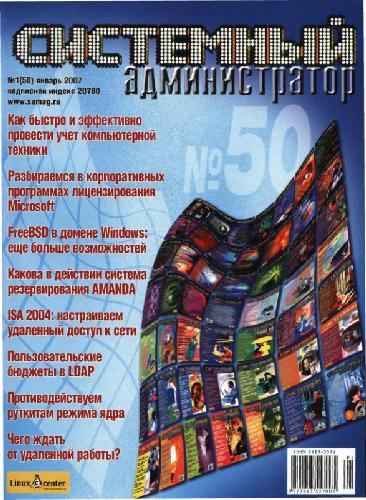 СИСТЕМНЫЙ
администратор
№1(50) январь 2007
подписной индекс 20780
www.samag.ru
№50
Как быстро и эффективно
провести учет компьютерной
техники
Разбираемся в корпоративных
программах лицензирования
Microsoft
FreeBSD в домене Windows:
еще больше возможностей
Какова в действии система
резервирования AMANDA
ISA 2004: настраиваем
удаленный доступ к сети
Пользовательские
бюджеты в LDAP
Противодействуем
руткитам режима ядра
Чего ждать
от удаленной работы?
Linux center